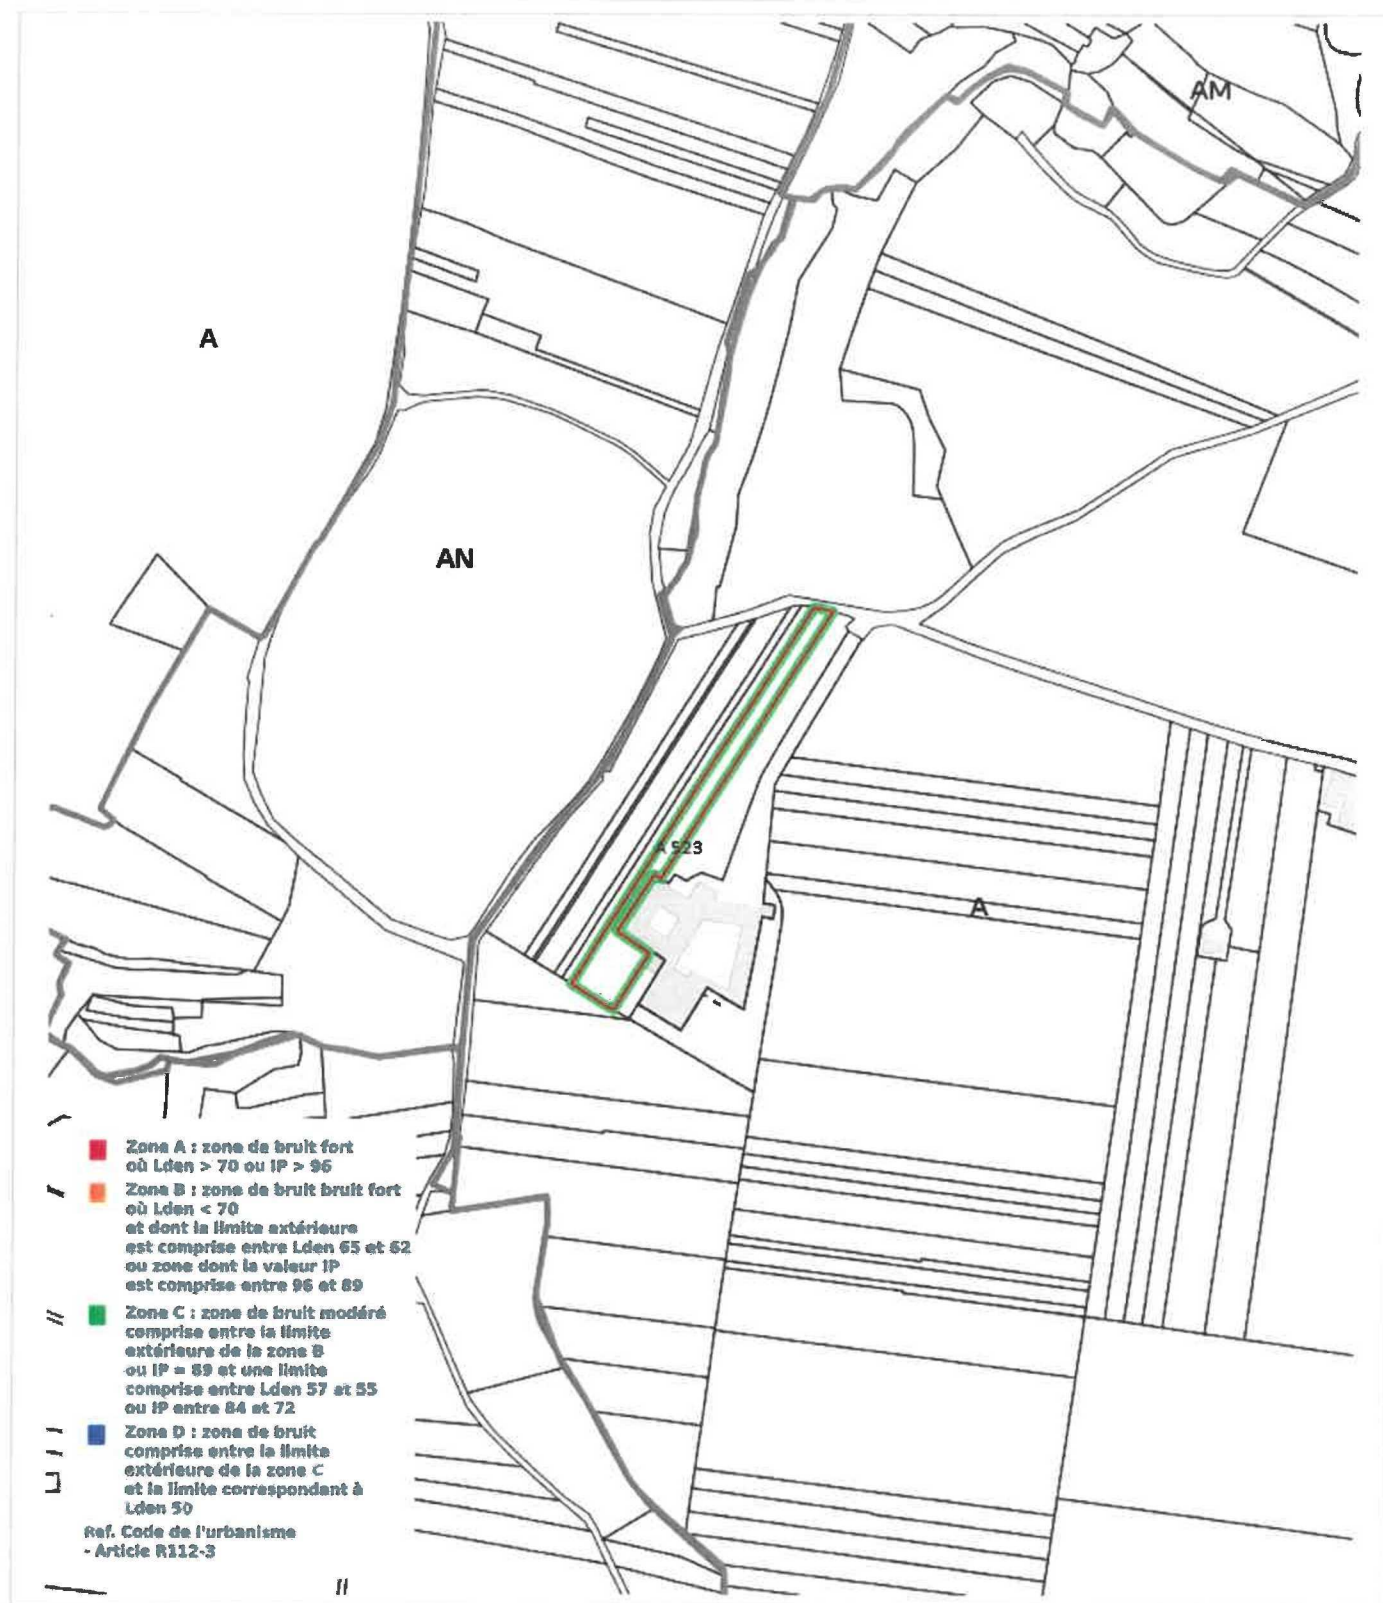 AM
A
AN
A 523
A
Zone A : zone de bruit fort
où Lden > 70 ou IP > 96
Zone B : zone de bruit bruit fort
où Lden < 70
et dont la limite extérieure
est comprise entre Lden 65 et 62
ou zone dont la valeur IP
est comprise entre 96 et 89
Zone C : zone de bruit modéré
comprise entre la limite
extérieure de la zone B
ou IP = 89 et une limite
comprise entre Lden 57 et 55
ou IP entre 84 et 72
Zone D : zone de bruit
comprise entre la limite
extérieure de la zone C
et la limite correspondant à
Lden 50
Ref. Code de l'urbanisme
- Article R112-3